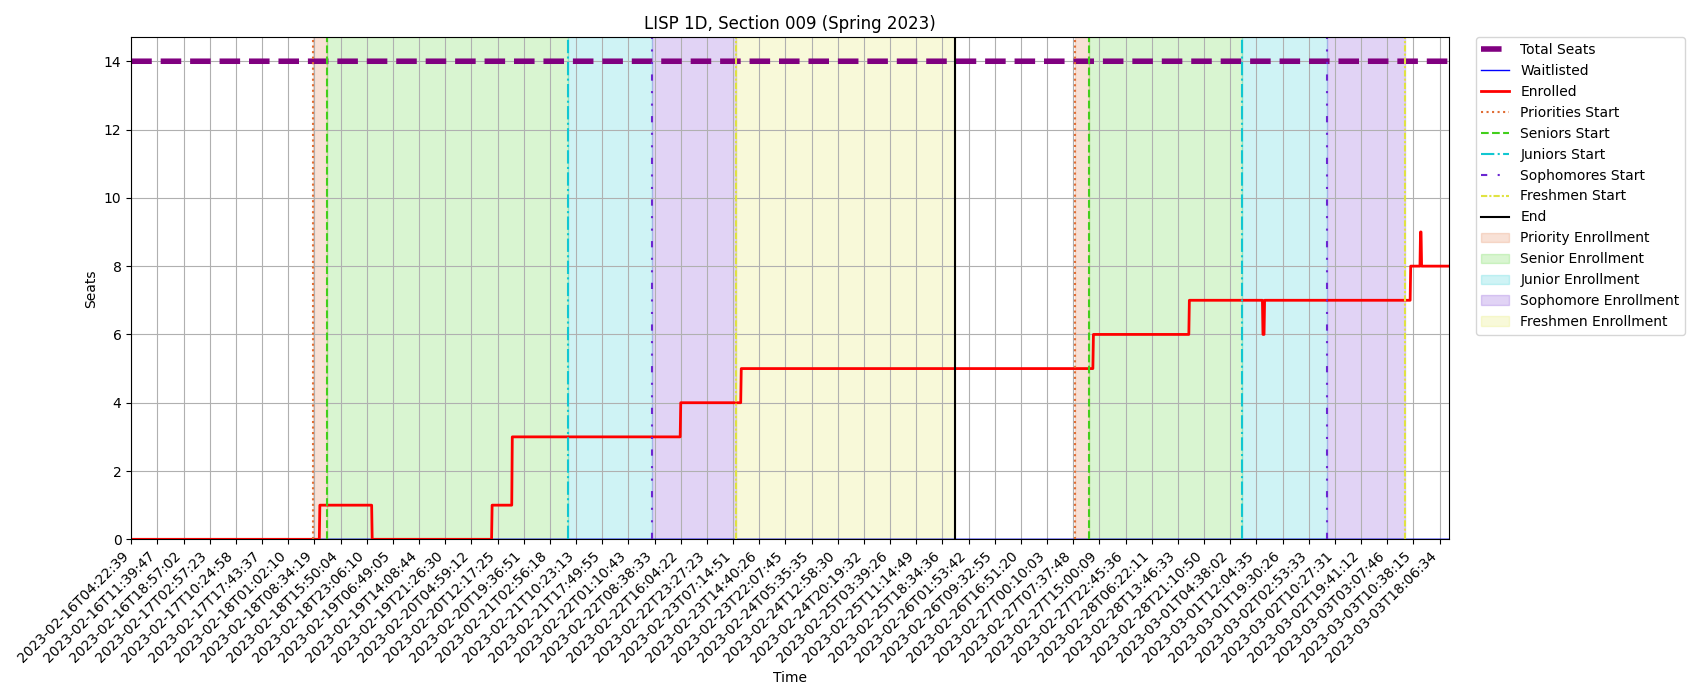 LISP 1D, Section 009 (Spring 2023)
Seats
14
12
10
8
6
4
2
0
2023-02-16T04:22:39
2023-02-16T11:39:47
2023-02-16T18:57:02
2023-02-17T02:57:23
2023-02-17T10:24:58
2023-02-17T17:43:37
2023-02-18T01:02:10
2023-02-18T08:34:19
2023-02-18T15:50:04
2023-02-18T23:06:10
2023-02-19T06:49:05
2023-02-19T14:08:44
2023-02-19T21:26:30
2023-02-20T04:59:12
2023-02-20T12:17:25
2023-02-20T19:36:51
2023-02-21T02:56:18
2023-02-21T10:23:13
2023-02-21T17:49:55
2023-02-22T01:10:43
2023-02-22T08:38:33
2023-02-22T16:04:22
2023-02-22T23:27:23
2023-02-23T07:14:51
2023-02-23T14:40:26
2023-02-23T22:07:45
2023-02-24T05:35:35
2023-02-24T12:58:30
2023-02-24T20:19:32
2023-02-25T03:39:26
2023-02-25T11:14:49
2023-02-25T18:34:36
2023-02-26T01:53:42
2023-02-26T09:32:55
2023-02-26T16:51:20
2023-02-27T00:10:03
2023-02-27T07:37:48
2023-02-27T15:00:09
2023-02-27T22:45:36
2023-02-28T06:22:11
2023-02-28T13:46:33
2023-02-28T21:10:50
2023-03-01T04:38:02
2023-03-01T12:04:35
2023-03-01T19:30:26
2023-03-02T02:53:33
2023-03-02T10:27:31
2023-03-02T19:41:12
2023-03-03T03:07:46
2023-03-03T10:38:15
2023-03-03T18:06:34
Time
Total Seats
Waitlisted
Enrolled
Priorities Start
Seniors Start
Juniors Start
Sophomores Start
Freshmen Start
End
Priority Enrollment
Senior Enrollment
Junior Enrollment
Sophomore Enrollment
Freshmen Enrollment